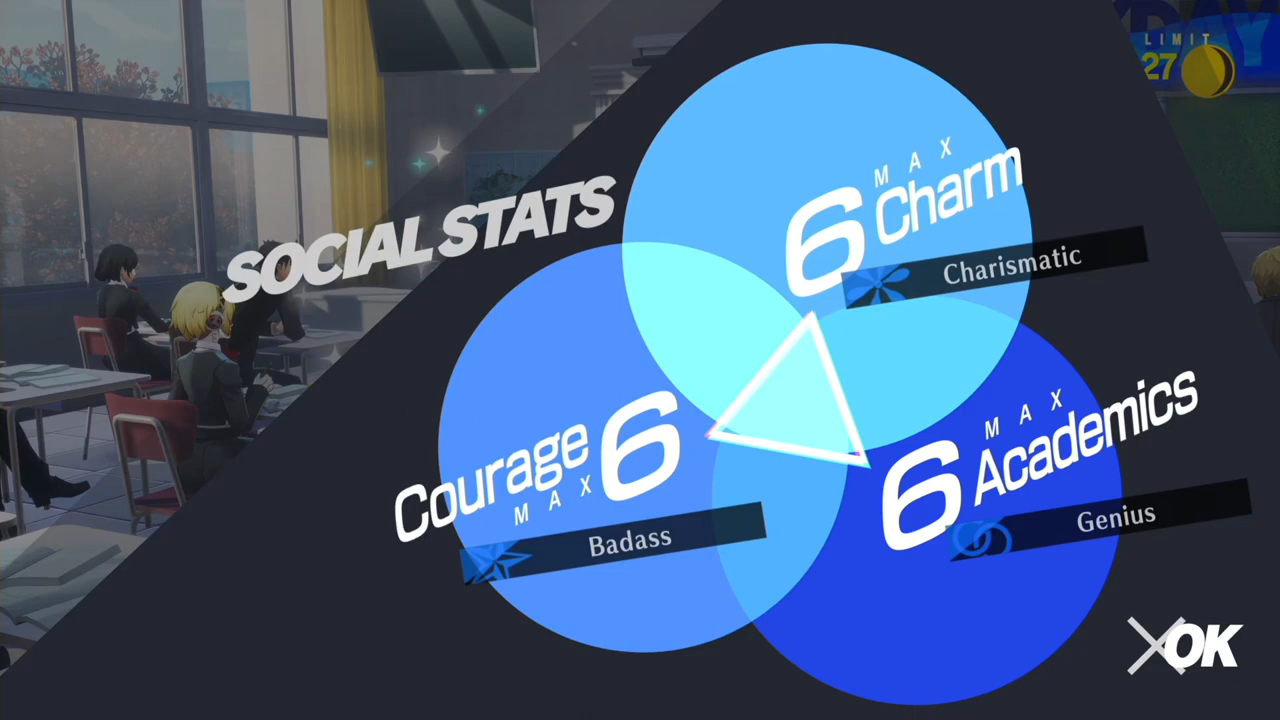 LIMIT
27
SOCIAL STATS
MAX
6 Charm
Charismatic
Courage 6
MAX
Badass
MAX
6 Academics
Genius
OK